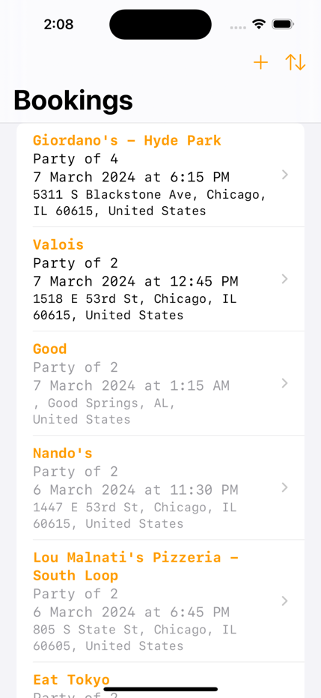 2:08
Bookings
Giordano's – Hyde Park
Party of 4
7 March 2024 at 6:15 PM
5311 S Blackstone Ave, Chicago,
IL 60615, United States
Valois
Party of 2
7 March 2024 at 12:45 PM
1518 E 53rd St, Chicago, IL
60615, United States
Good
Party of 2
7 March 2024 at 1:15 AM
, Good Springs, AL,
United States
Nando's
Party of 2
6 March 2024 at 11:30 PM
1447 E 53rd St, Chicago, IL
60615, United States
Lou Malnati's Pizzeria –
South Loop
Party of 2
6 March 2024 at 6:45 PM
805 S State St, Chicago, IL
60605, United States
Eat Tokyo
Party of 2